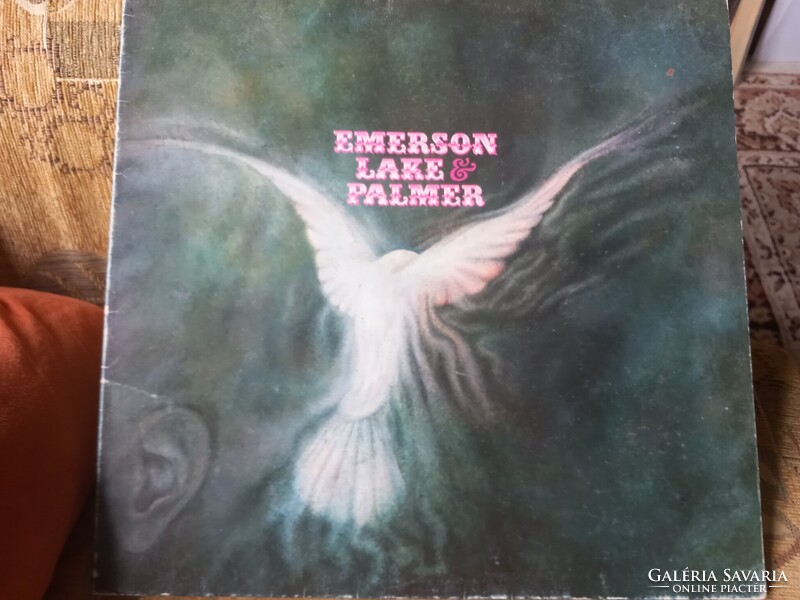 EMERSON
LAKE &
PALMER
GALÉRIA SAVARIA
ONLINE PIACTÉR